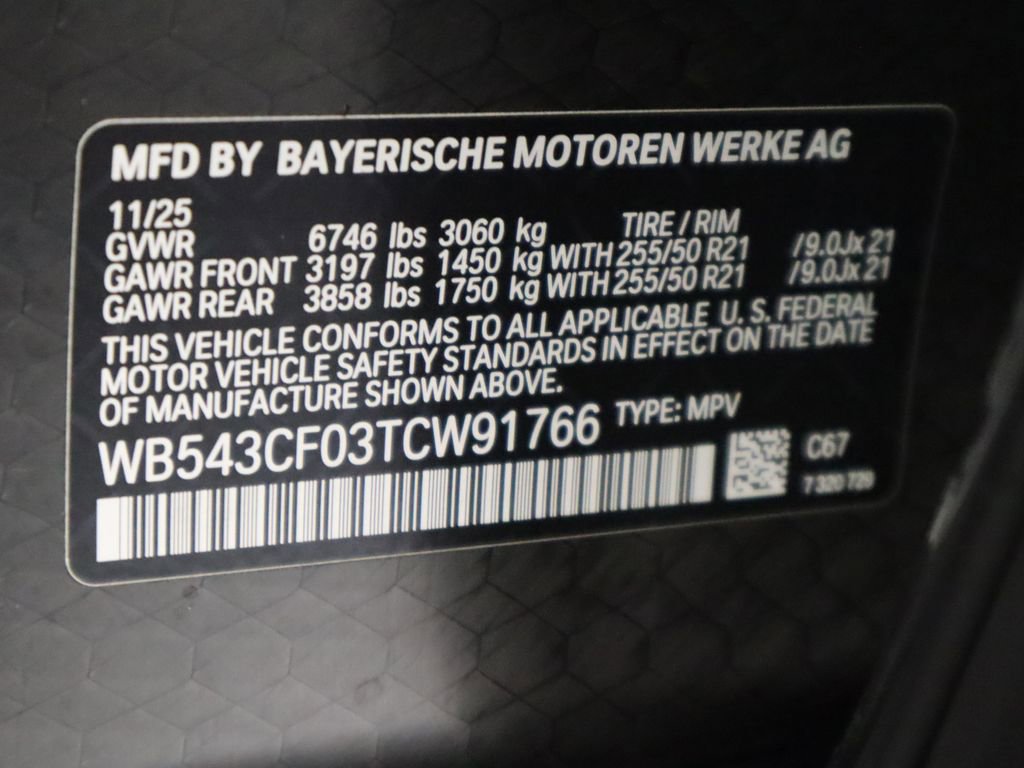 MFD BY BAYERISCHE MOTOREN WERKE AG
11/25 TIRE / RIM
GVWR 6746 lbs 3060 kg
GAWR FRONT 3197 lbs 1450 kg WITH 255/50 R21 /9.0Jx 21
GAWR REAR 3858 lbs 1750 kg WITH 255/50 R21 /9.0Jx 21
THIS VEHICLE CONFORMS TO ALL APPLICABLE U. S. FEDERAL
MOTOR VEHICLE SAFETY STANDARDS IN EFFECT ON THE DATE
OF MANUFACTURE SHOWN ABOVE.
WB543CF03TCW91766 TYPE: MPV
C67
7 320 729